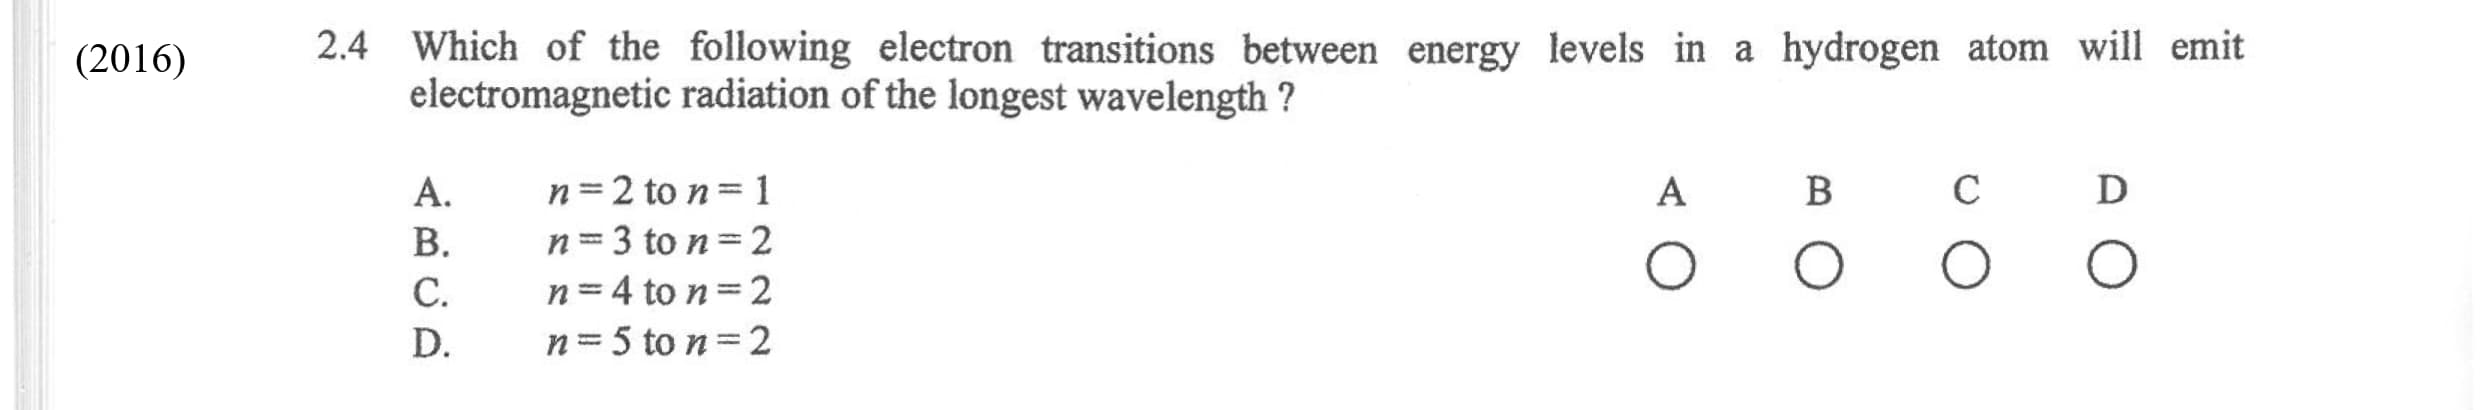 (2016)
2.4 Which of the following electron transitions between energy levels in a hydrogen atom will emit
electromagnetic radiation of the longest wavelength ?
A. n = 2 to n = 1
B. n = 3 to n = 2
C. n = 4 to n = 2
D. n = 5 to n = 2
A B C D